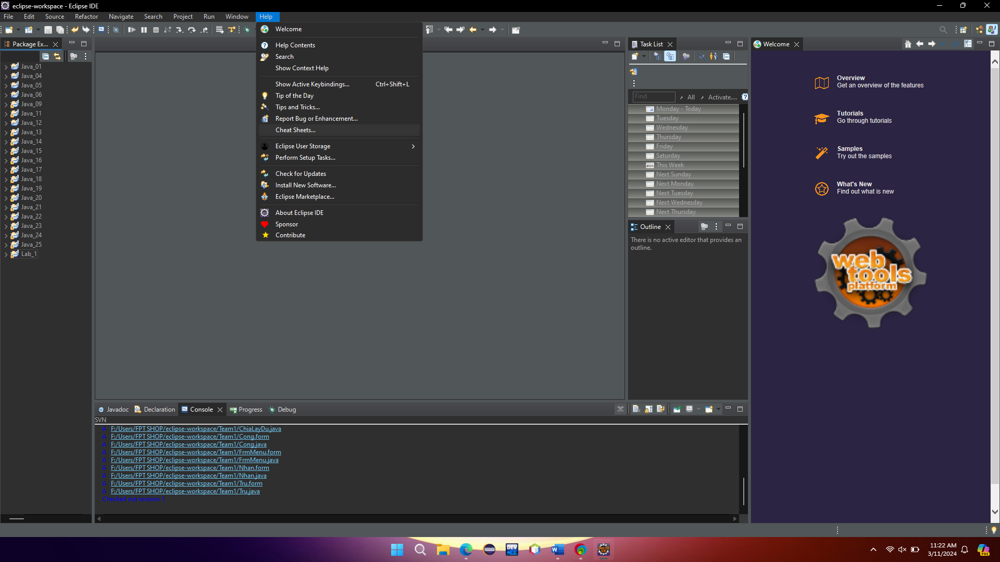 eclipse-workspace - Eclipse IDE
File Edit Source Refactor Navigate Search Project Run Window Help
Package Ex...
Java_01
Java_04
Java_05
Java_06
Java_09
Java_11
Java_12
Java_13
Java_14
Java_15
Java_16
Java_17
Java_18
Java_19
Java_20
Java_21
Java_22
Java_23
Java_24
Java_25
Lab_1
Welcome
Help Contents
Search
Show Context Help
Show Active Keybindings... Ctrl+Shift+L
Tip of the Day
Tips and Tricks...
Report Bug or Enhancement...
Cheat Sheets...
Eclipse User Storage
Perform Setup Tasks...
Check for Updates
Install New Software...
Eclipse Marketplace...
About Eclipse IDE
Sponsor
Contribute
Task List
Find All Activate....
Monday - Today
Tuesday
Wednesday
Thursday
Friday
Saturday
This Week
Next Sunday
Next Monday
Next Tuesday
Next Wednesday
Next Thursday
Outline
There is no active editor that provides an
outline.
Welcome
Overview
Get an overview of the features
Tutorials
Go through tutorials
Samples
Try out the samples
What's New
Find out what is new
web
tools
platform
Javadoc Declaration Console Progress Debug
SVN
A F:/Users/FPT SHOP/eclipse-workspace/Team1/ChiaLayDu.java
A F:/Users/FPT SHOP/eclipse-workspace/Team1/Cong.form
A F:/Users/FPT SHOP/eclipse-workspace/Team1/Cong.java
A F:/Users/FPT SHOP/eclipse-workspace/Team1/FrmMenu.form
A F:/Users/FPT SHOP/eclipse-workspace/Team1/FrmMenu.java
A F:/Users/FPT SHOP/eclipse-workspace/Team1/Nhan.form
A F:/Users/FPT SHOP/eclipse-workspace/Team1/Nhan.java
A F:/Users/FPT SHOP/eclipse-workspace/Team1/Tru.form
A F:/Users/FPT SHOP/eclipse-workspace/Team1/Tru.java
Checked out revision 1.
DEV
W
11:22 AM
3/11/2024
PRE